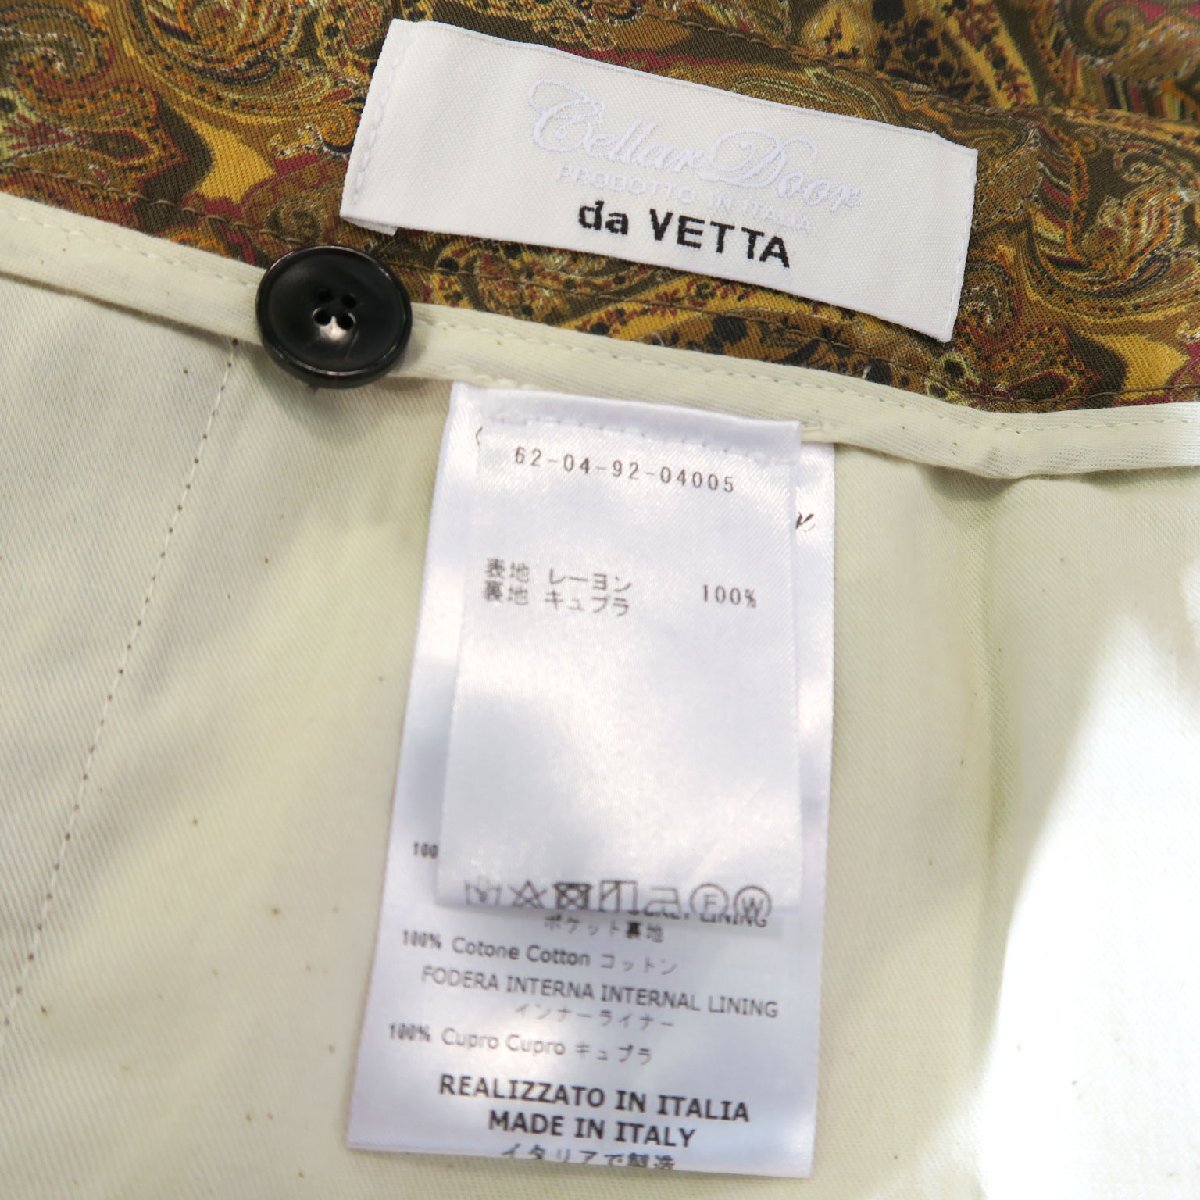 Cellar Door
PRODOTTO IN ITALIA
da VETTA
62-04-92-04005
表地 レーヨン 100%
裏地 キュプラ
100%
F W
LINING
ポケット裏地
100% Cotone Cotton コットン
FODERA INTERNA INTERNAL LINING
インナーライナー
100% Cupro Cupro キュプラ
REALIZZATO IN ITALIA
MADE IN ITALY
イタリアで製造